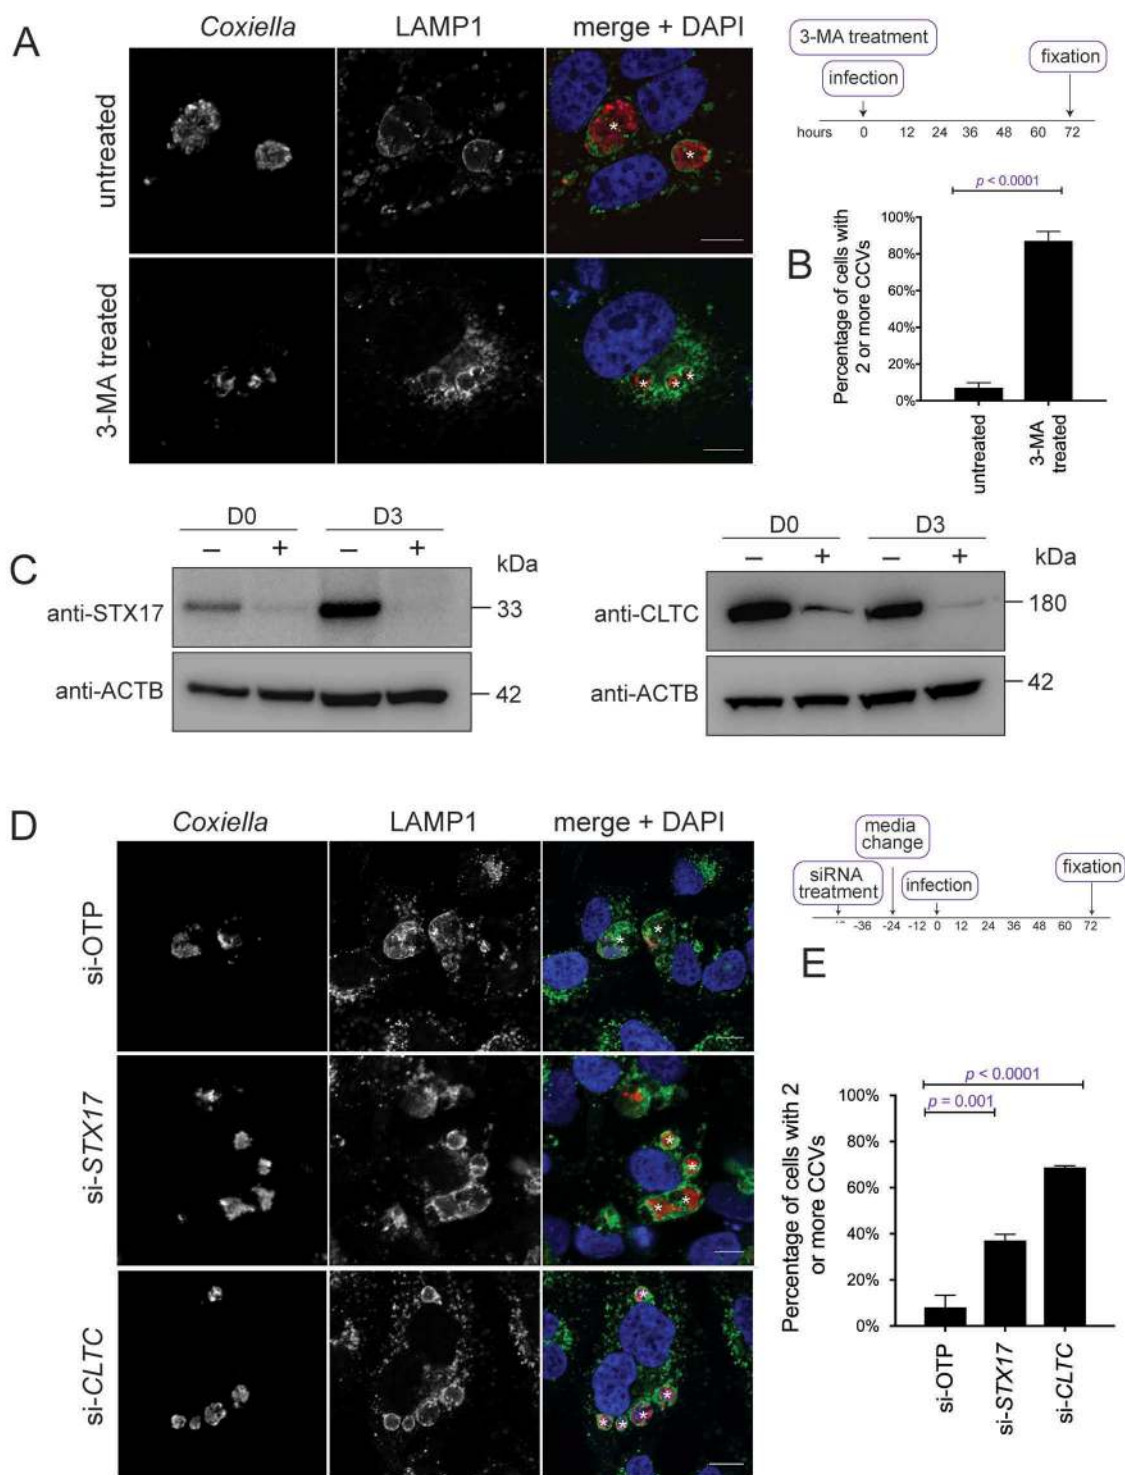 A
Coxiella LAMP1 merge + DAPI
untreated
3-MA treated
3-MA treatment
infection
fixation
hours 0 12 24 36 48 60 72
B
p < 0.0001
Percentage of cells with
2 or more CCVs
100%
80%
60%
40%
20%
0%
untreated
3-MA
treated
C
D0 D3
– + – +
kDa
anti-STX17
33
anti-ACTB
42
D0 D3
– + – +
kDa
anti-CLTC
180
anti-ACTB
42
D
Coxiella LAMP1 merge + DAPI
si-OTP
si-STX17
si-CLTC
media
change
siRNA
treatment
infection
fixation
-36 -24 -12 0 12 24 36 48 60 72
E
p < 0.0001
p = 0.001
Percentage of cells with 2
or more CCVs
100%
80%
60%
40%
20%
0%
si-OTP
si-STX17
si-CLTC